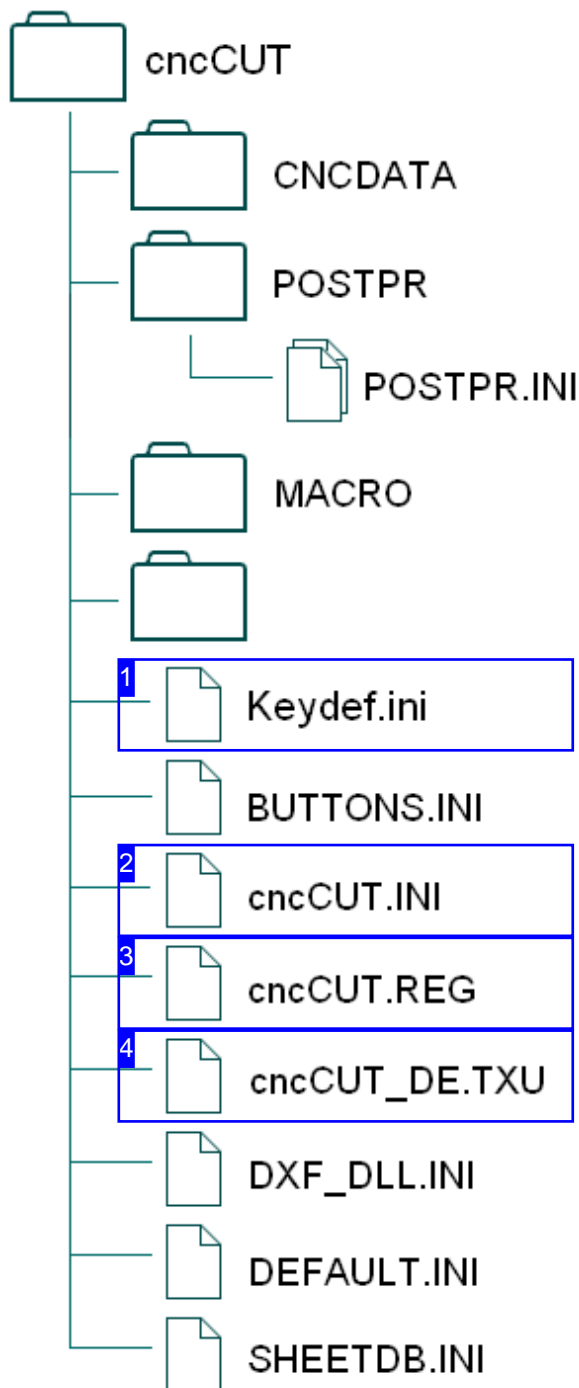 cncCUT
CNCDATA
POSTPR
POSTPR.INI
MACRO
1
Keydef.ini
BUTTONS.INI
2
cncCUT.INI
3
cncCUT.REG
4
cncCUT_DE.TXU
DXF_DLL.INI
DEFAULT.INI
SHEETDB.INI